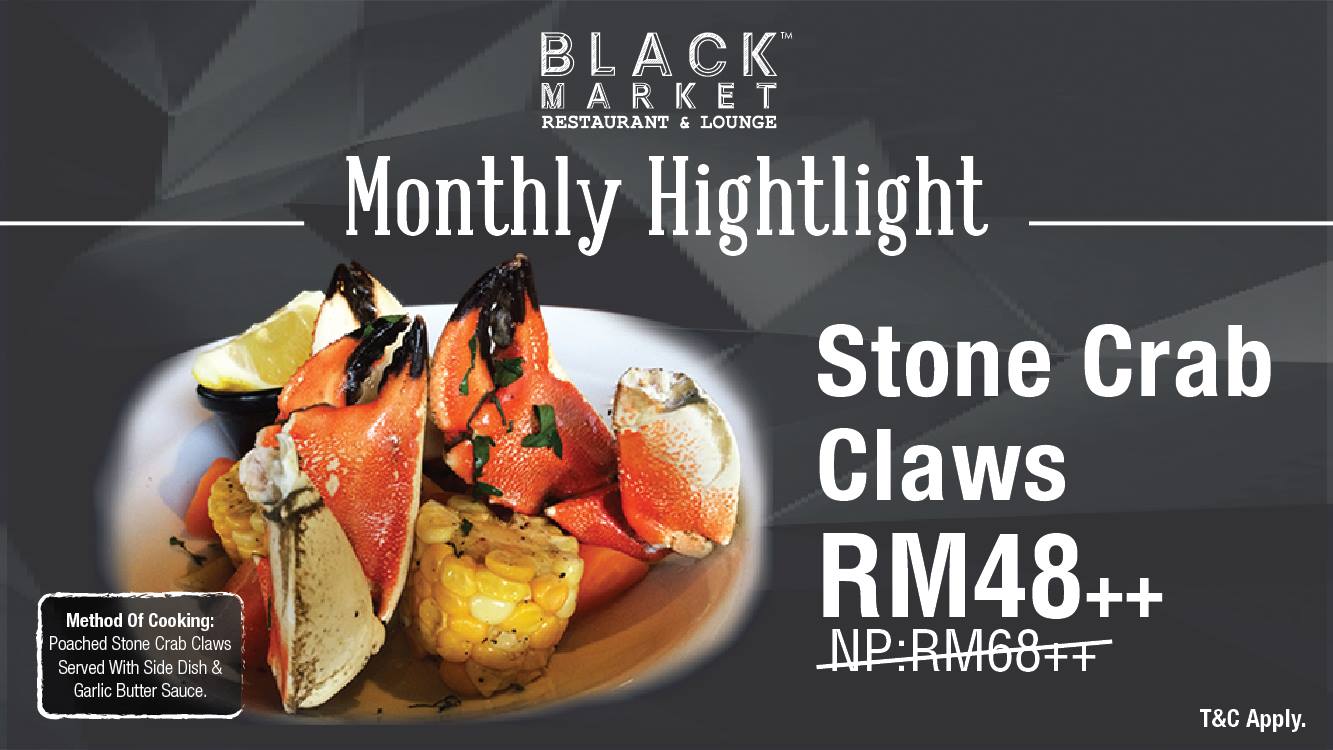 BLACK™
MARKET
RESTAURANT & LOUNGE
Monthly Hightlight
Stone Crab
Claws
RM48++
NP:RM68++
Method Of Cooking:
Poached Stone Crab Claws
Served With Side Dish &
Garlic Butter Sauce.
T&C Apply.